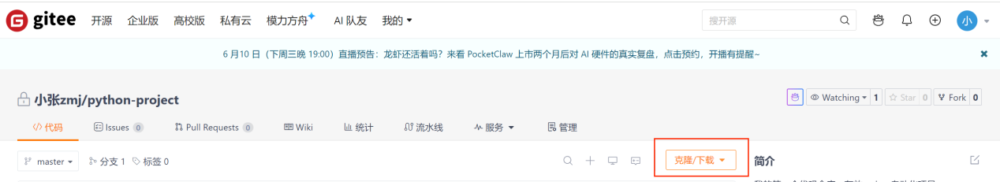 gitee 开源 企业版 高校版 私有云 模力方舟 AI 队友 我的 搜开源 小
6 月10 日（下周三晚 19:00）直播预告：龙虾还活着吗？来看 PocketClaw 上市两个月后对 AI 硬件的真实复盘，点击预约，开播有提醒~
小张zmj/python-project Watching 1 Star 0 Fork 0
代码 Issues 0 Pull Requests 0 Wiki 统计 流水线 服务 管理
master 分支 1 标签 0 克隆/下载 简介